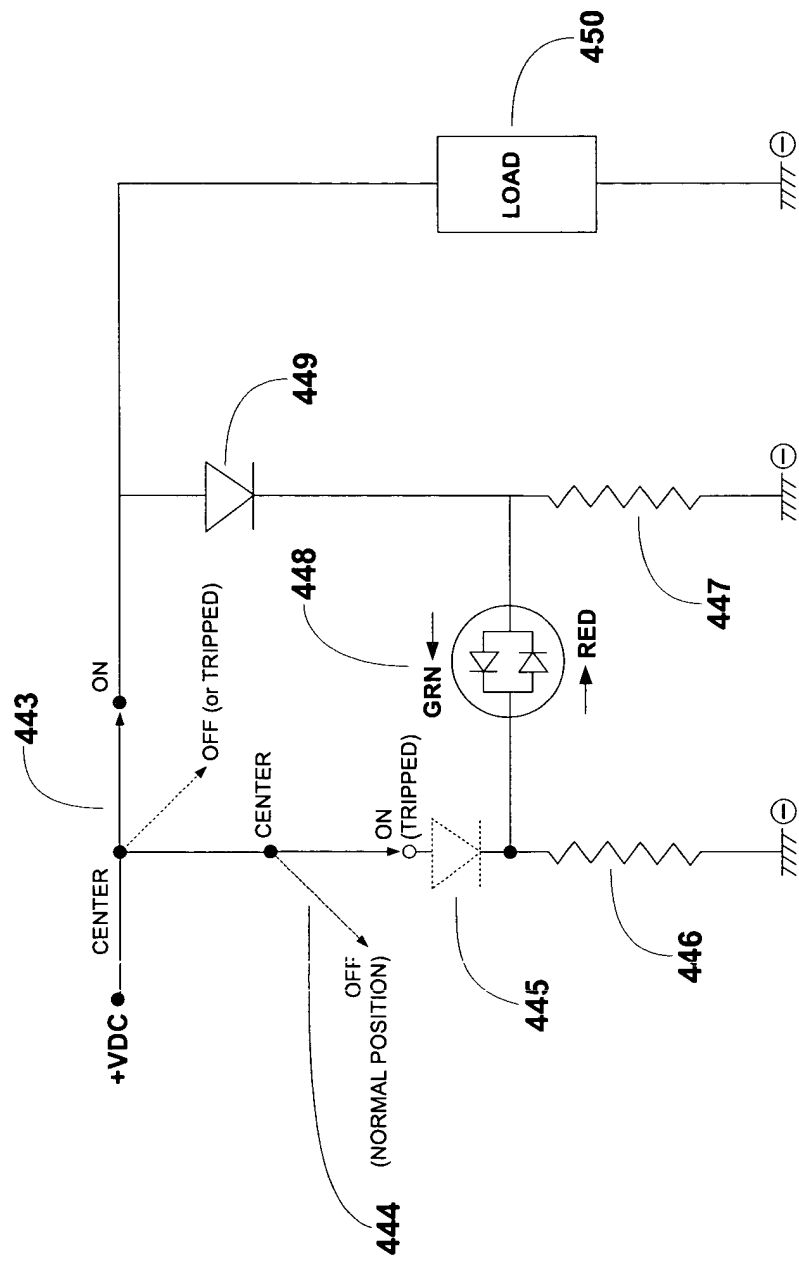 443
CENTER
ON
+VDC
OFF (or TRIPPED)
449
448
CENTER
OFF
(NORMAL POSITION)
444
ON
(TRIPPED)
GRN
RED
LOAD
450
445
446
447
−
−
−